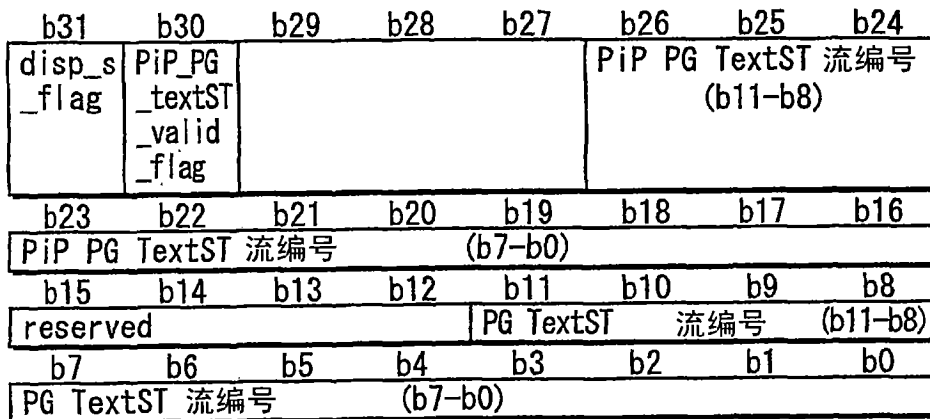 b31 b30 b29 b28 b27 b26 b25 b24
disp_s PiP_PG PiP PG TextST 流编号
_flag _textST (b11-b8)
_valid
_flag
b23 b22 b21 b20 b19 b18 b17 b16
PiP PG TextST 流编号 (b7-b0)
b15 b14 b13 b12 b11 b10 b9 b8
reserved PG TextST 流编号 (b11-b8)
b7 b6 b5 b4 b3 b2 b1 b0
PG TextST 流编号 (b7-b0)